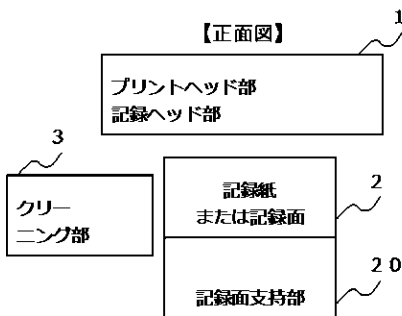 【正面図】
1
プリントヘッド部
記録ヘッド部
3
クリー
ニング部
記録紙
または記録面
2
記録面支持部
20